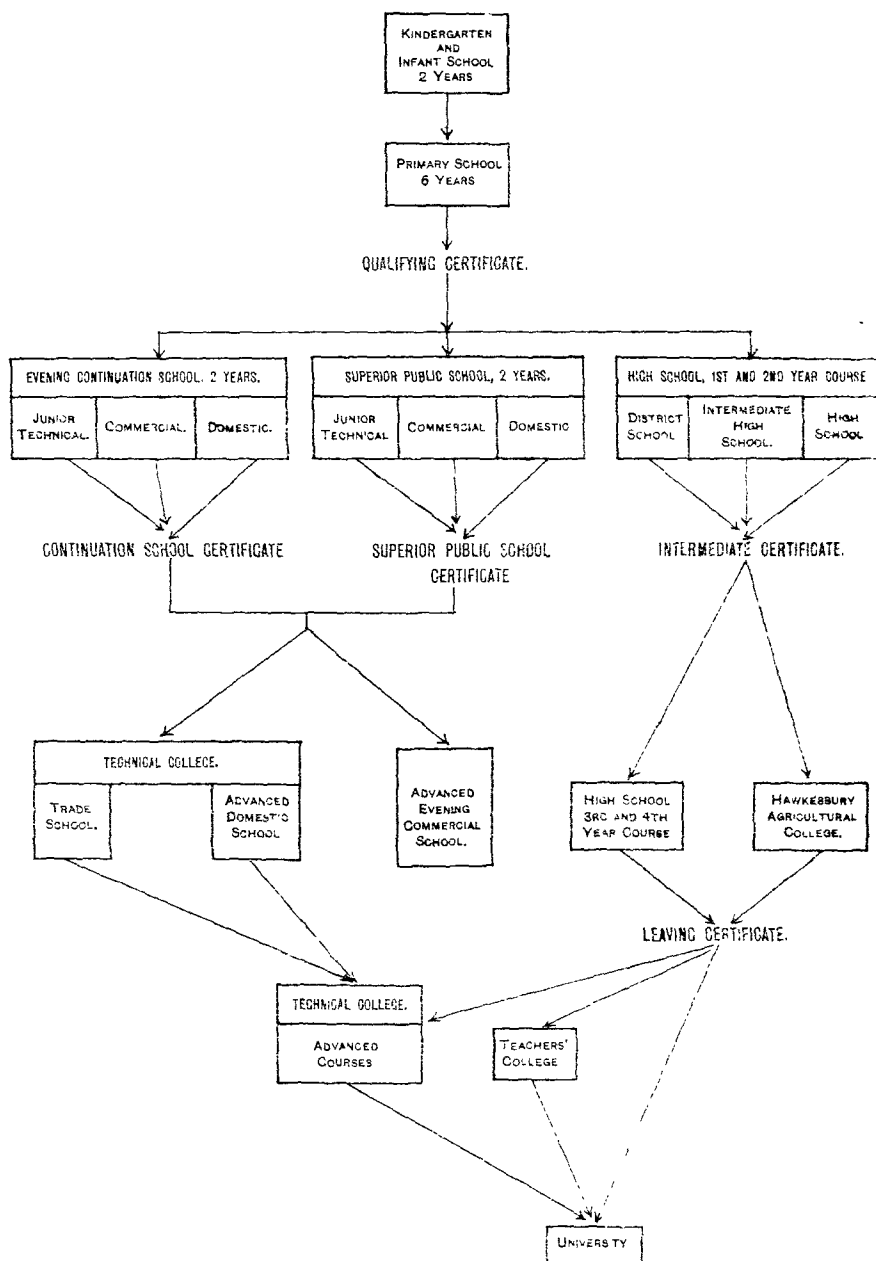 KINDERGARTEN
AND
INFANT SCHOOL
2 YEARS
PRIMARY SCHOOL
6 YEARS
QUALIFYING CERTIFICATE.
EVENING CONTINUATION SCHOOL. 2 YEARS.
JUNIOR
TECHNICAL.
COMMERCIAL.
DOMESTIC.
SUPERIOR PUBLIC SCHOOL, 2 YEARS.
JUNIOR
TECHNICAL
COMMERCIAL
DOMESTIC
HIGH SCHOOL, 1ST AND 2ND YEAR COURSE
DISTRICT
SCHOOL
INTERMEDIATE
HIGH
SCHOOL.
HIGH
SCHOOL
CONTINUATION SCHOOL CERTIFICATE
SUPERIOR PUBLIC SCHOOL
CERTIFICATE
INTERMEDIATE CERTIFICATE.
TECHNICAL COLLEGE.
TRADE
SCHOOL.
ADVANCED
DOMESTIC
SCHOOL
ADVANCED
EVENING
COMMERCIAL
SCHOOL.
HIGH SCHOOL
3RD AND 4TH
YEAR COURSE
HAWKESBURY
AGRICULTURAL
COLLEGE.
LEAVING CERTIFICATE.
TECHNICAL COLLEGE.
ADVANCED
COURSES
TEACHERS'
COLLEGE
UNIVERSITY